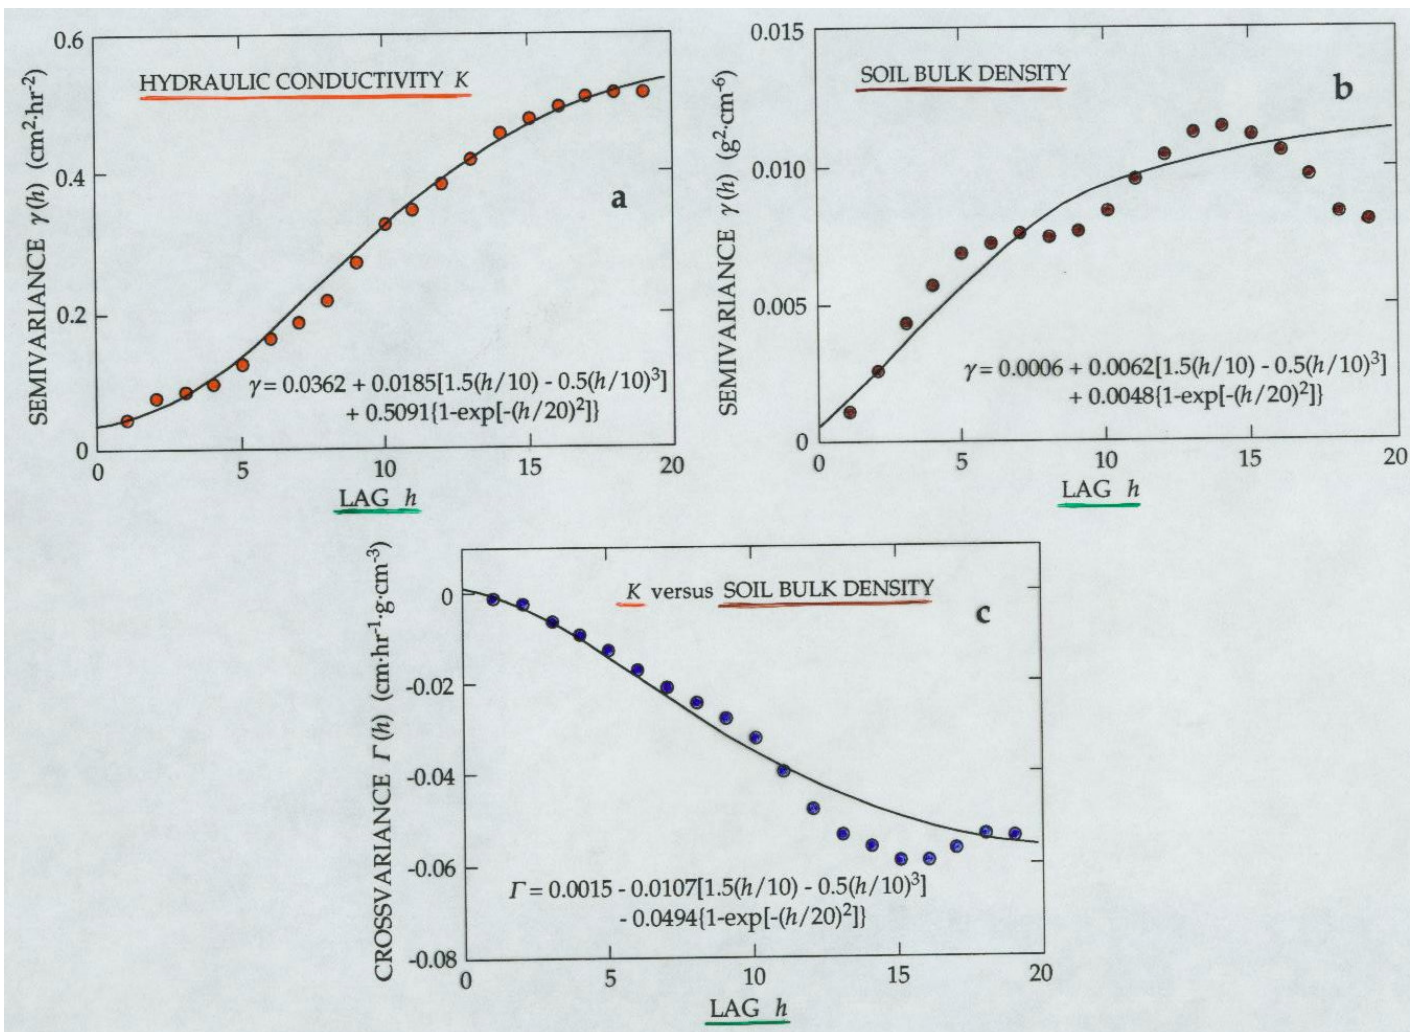 HYDRAULIC CONDUCTIVITY K
SEMIVARIANCE γ(h) (cm²·hr⁻²)
0.6
0.4
0.2
0
a
γ = 0.0362 + 0.0185[1.5(h/10) - 0.5(h/10)³]
+ 0.5091{1-exp[-(h/20)²]}
0 5 10 15 20
LAG h
SOIL BULK DENSITY
SEMIVARIANCE γ(h) (g²·cm⁻⁶)
0.015
0.010
0.005
0
b
γ = 0.0006 + 0.0062[1.5(h/10) - 0.5(h/10)³]
+ 0.0048{1-exp[-(h/20)²]}
0 5 10 15 20
LAG h
K versus SOIL BULK DENSITY
CROSSVARIANCE Γ(h) (cm·hr⁻¹·g·cm⁻³)
0
-0.02
-0.04
-0.06
-0.08
c
Γ = 0.0015 - 0.0107[1.5(h/10) - 0.5(h/10)³]
- 0.0494{1-exp[-(h/20)²]}
0 5 10 15 20
LAG h